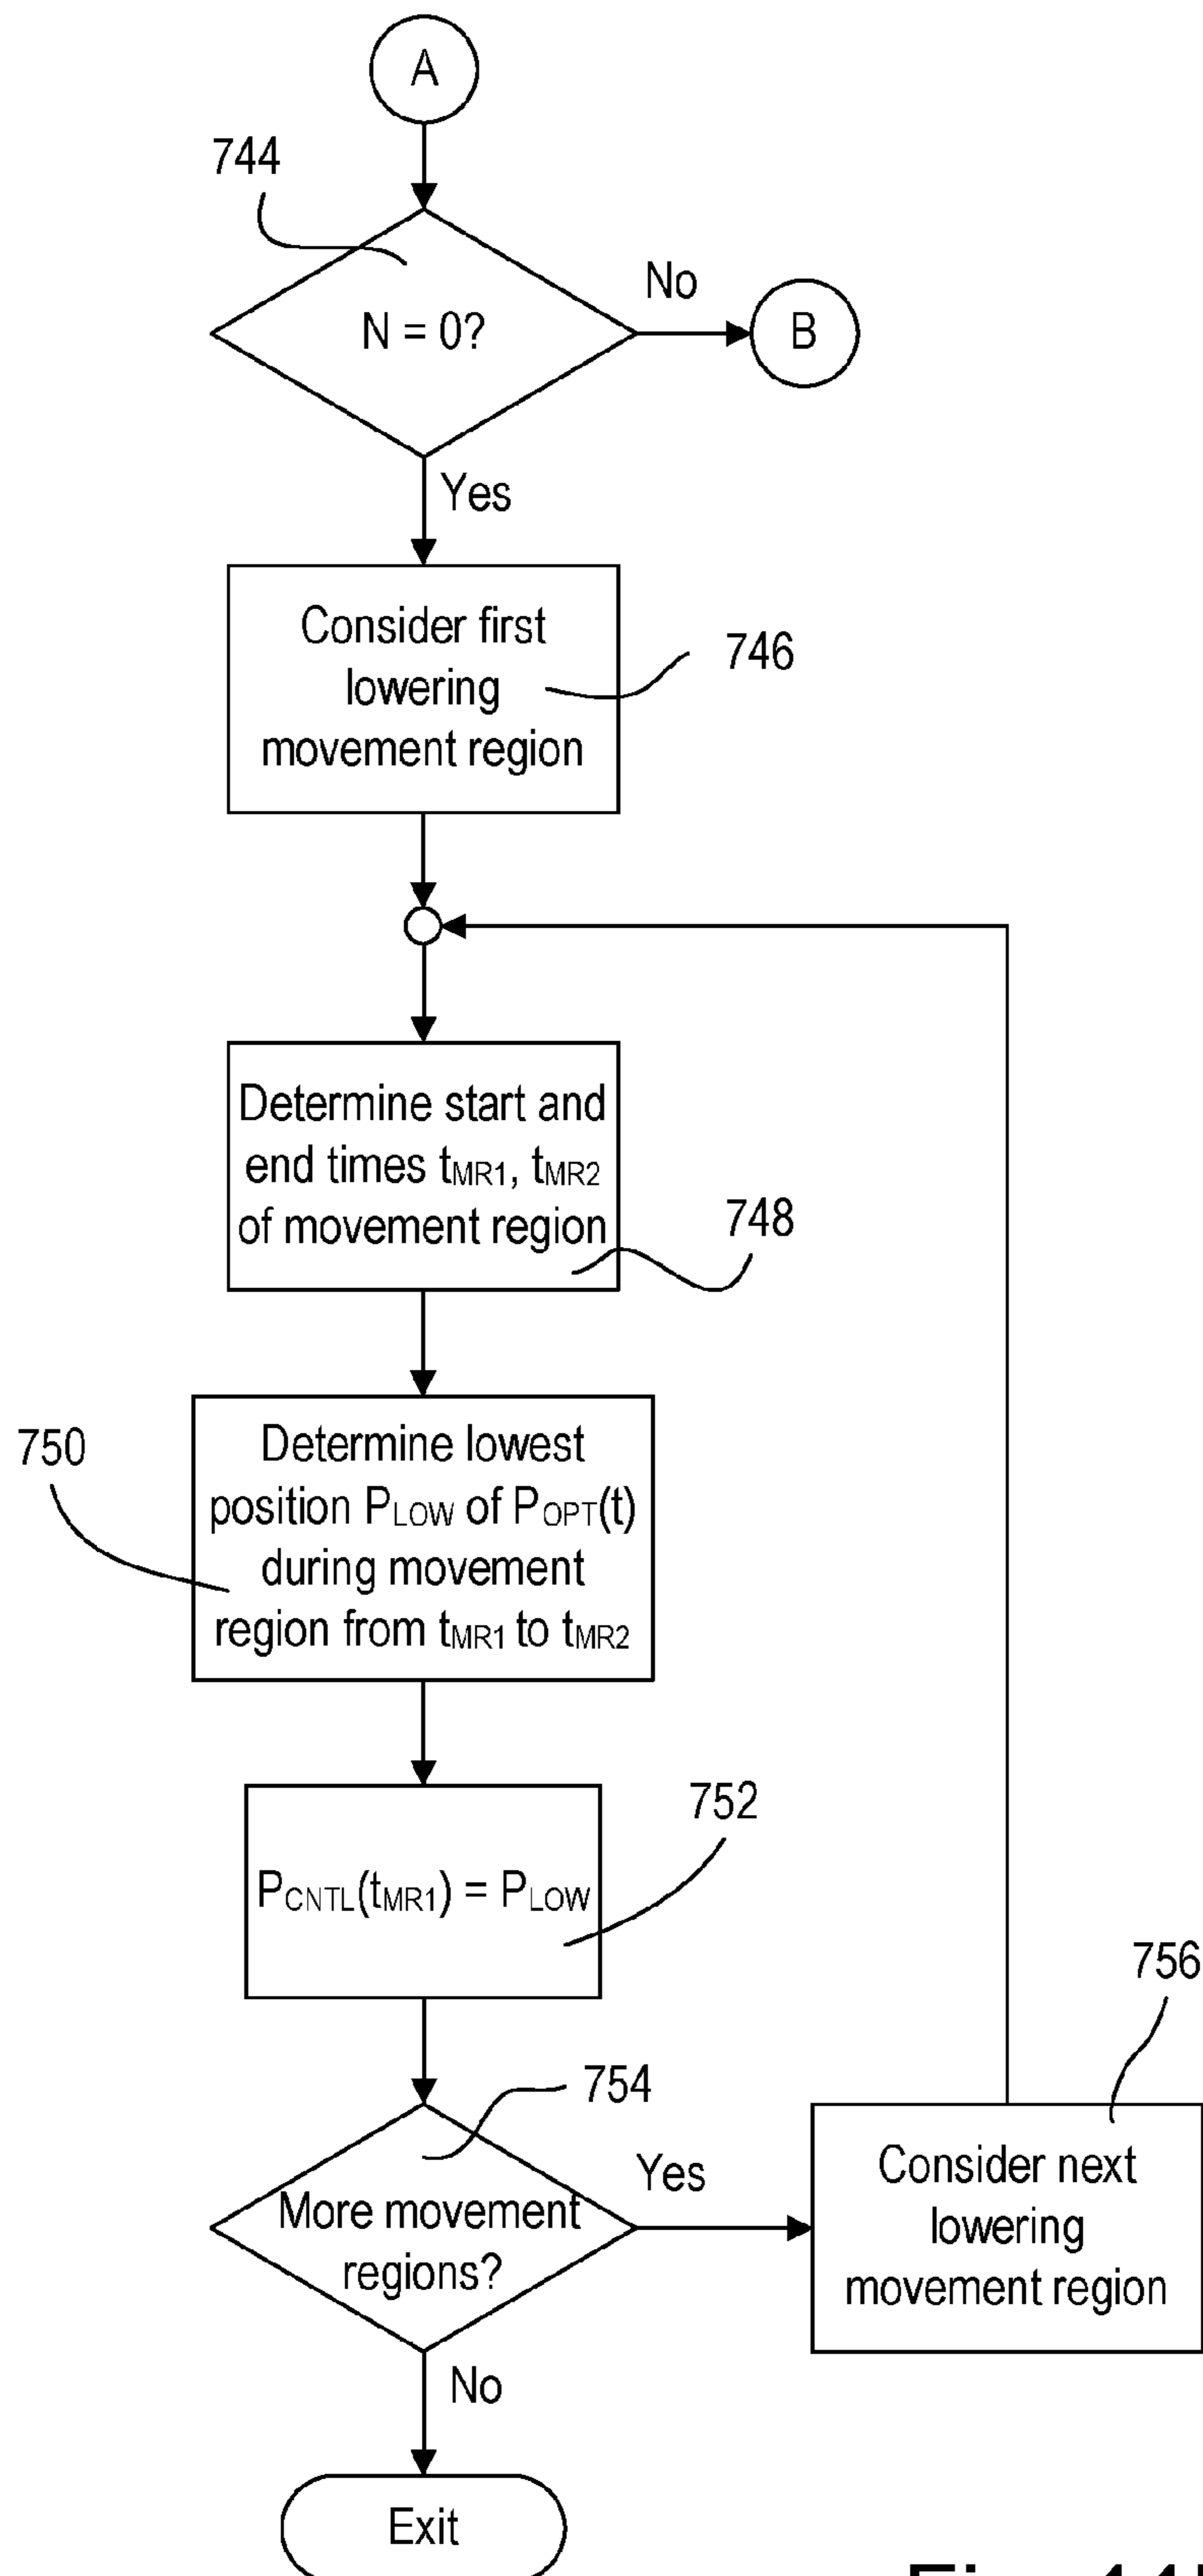 A
744
N = 0?
No
B
Yes
Consider first
lowering
movement region
746
Determine start and
end times tMR1, tMR2
of movement region
748
750
Determine lowest
position PLOW of POPT(t)
during movement
region from tMR1 to tMR2
752
PCNTL(tMR1) = PLOW
756
754
More movement
regions?
Yes
Consider next
lowering
movement region
No
Exit